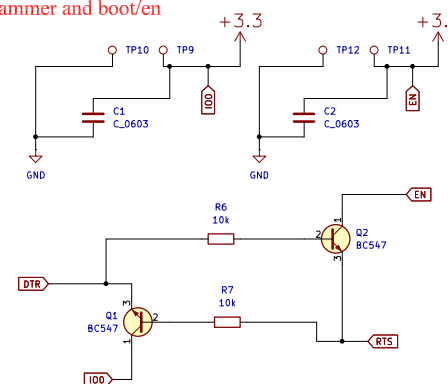 ammer and boot/en
+3.3
+3.
TP10
TP9
TP12
TP11
IO0
EN
C1
C_0603
C2
C_0603
GND
GND
EN
R6
10k
1
2
Q2
BC547
3
DTR
R7
10k
3
Q1
BC547
2
1
RTS
IO0